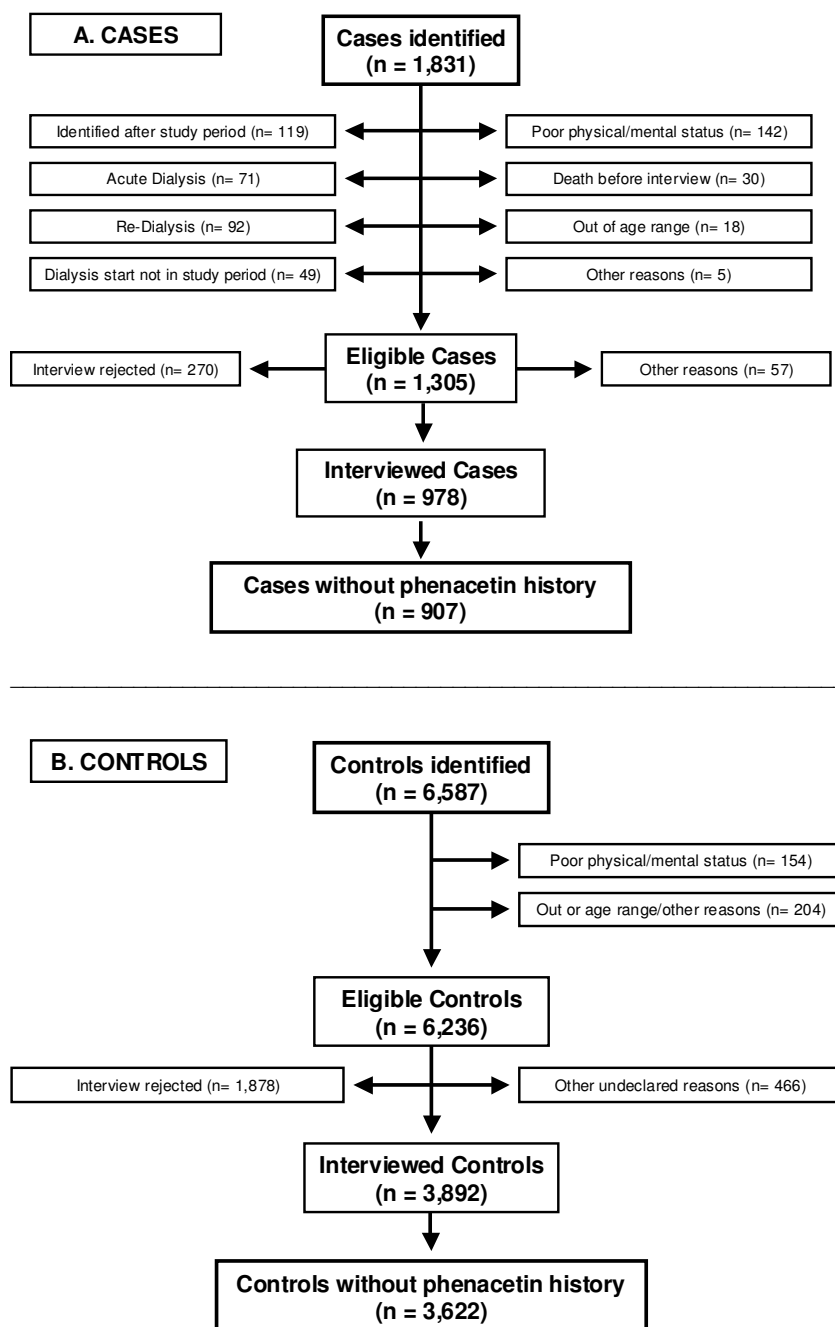 A. CASES
Cases identified
(n = 1,831)
Identified after study period (n= 119)
Poor physical/mental status (n= 142)
Acute Dialysis (n= 71)
Death before interview (n= 30)
Re-Dialysis (n= 92)
Out of age range (n= 18)
Dialysis start not in study period (n= 49)
Other reasons (n= 5)
Eligible Cases
(n = 1,305)
Interview rejected (n= 270)
Other reasons (n= 57)
Interviewed Cases
(n = 978)
Cases without phenacetin history
(n = 907)
B. CONTROLS
Controls identified
(n = 6,587)
Poor physical/mental status (n= 154)
Out or age range/other reasons (n= 204)
Eligible Controls
(n = 6,236)
Interview rejected (n= 1,878)
Other undeclared reasons (n= 466)
Interviewed Controls
(n = 3,892)
Controls without phenacetin history
(n = 3,622)